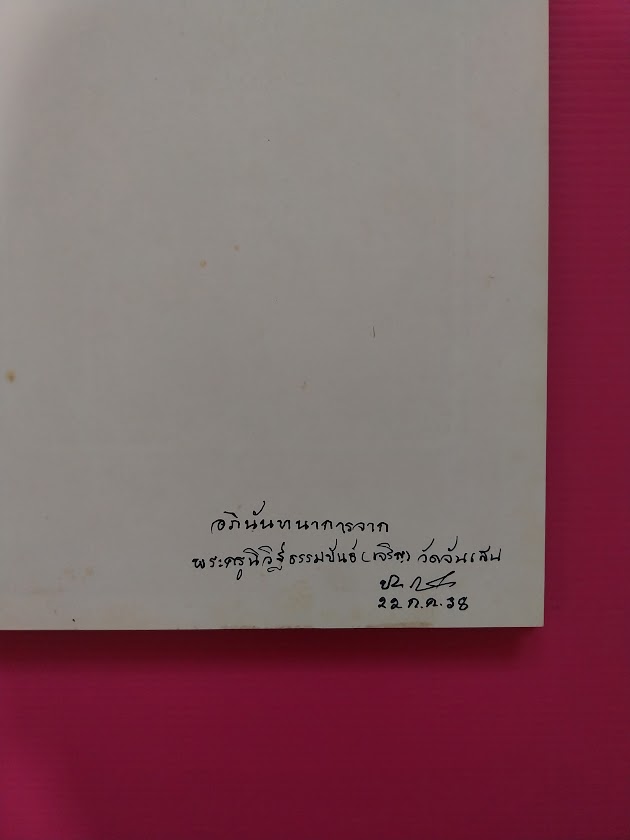 อภินันทนาการจาก
พระครูนิวิฐธรรมขันธ์ (เจริญ) วัดจันเสน
22 ก.ค. 38